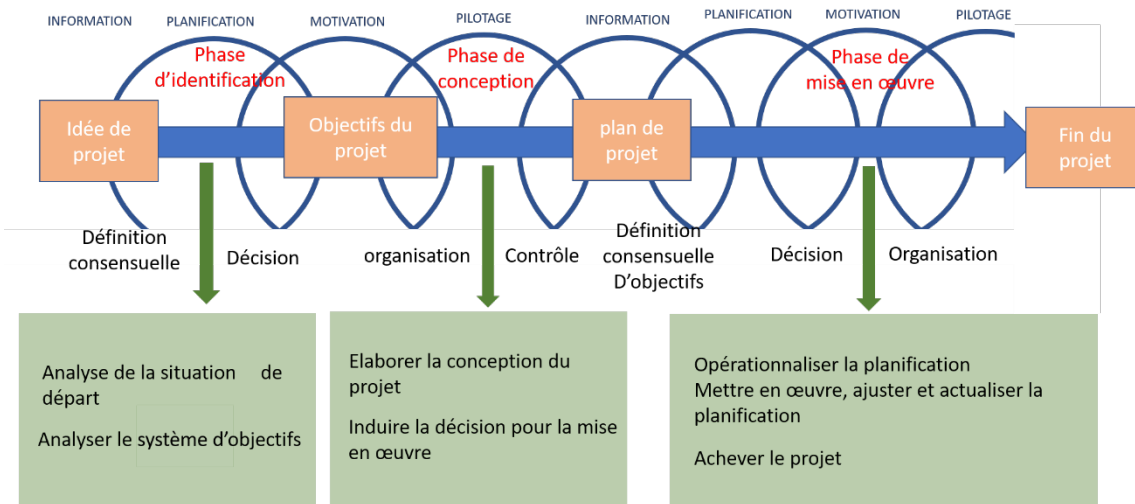 INFORMATION
PLANIFICATION
MOTIVATION
PILOTAGE
INFORMATION
PLANIFICATION
MOTIVATION
PILOTAGE
Phase
d'identification
Phase de
conception
Phase de
mise en œuvre
Idée de
projet
Objectifs du
projet
plan de
projet
Fin du
projet
Définition
consensuelle
Décision
organisation
Contrôle
Définition
consensuelle
D'objectifs
Décision
Organisation
Analyse de la situation de
départ
Analyser le système d'objectifs
Elaborer la conception du
projet
Induire la décision pour la mise
en œuvre
Opérationnaliser la planification
Mettre en œuvre, ajuster et actualiser la
planification
Achever le projet